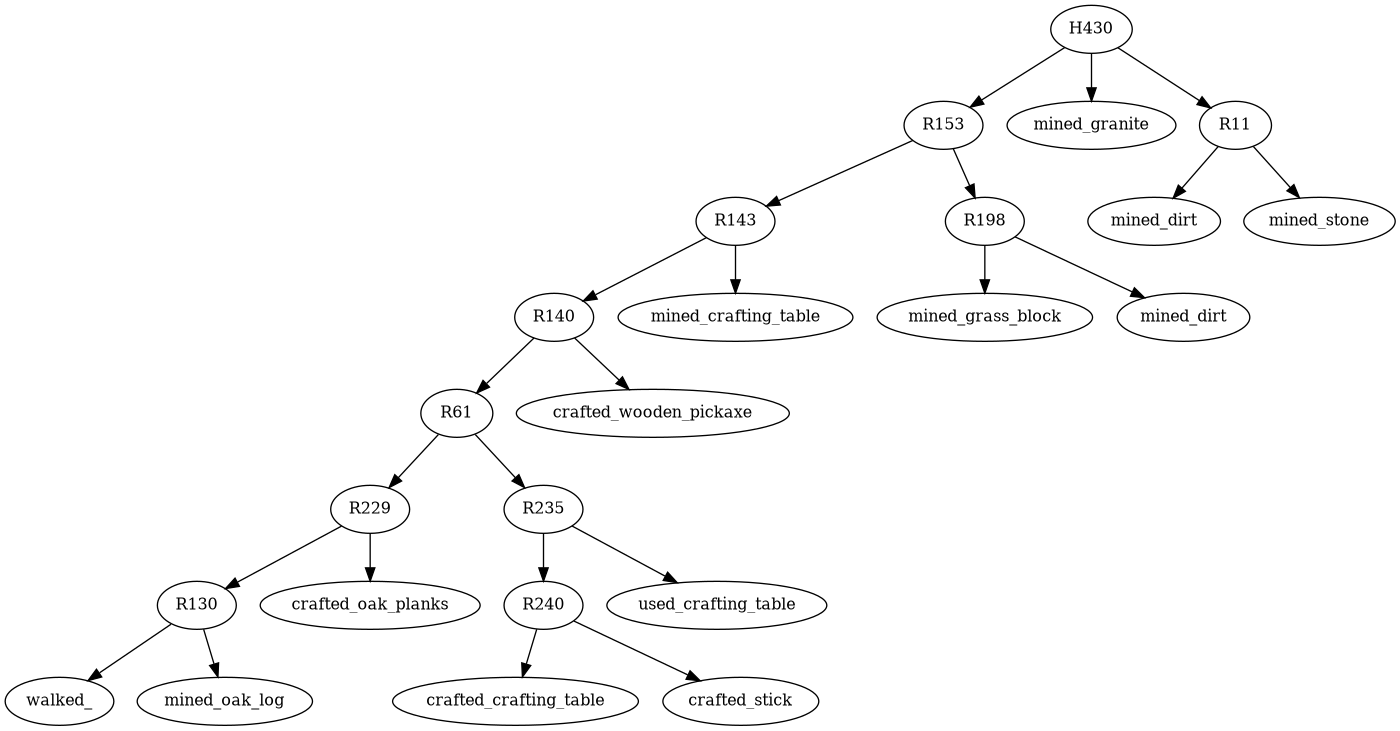 H430
R153
mined_granite
R11
R143
R198
mined_dirt
mined_stone
R140
mined_crafting_table
mined_grass_block
mined_dirt
R61
crafted_wooden_pickaxe
R229
R235
R130
crafted_oak_planks
R240
used_crafting_table
walked_
mined_oak_log
crafted_crafting_table
crafted_stick